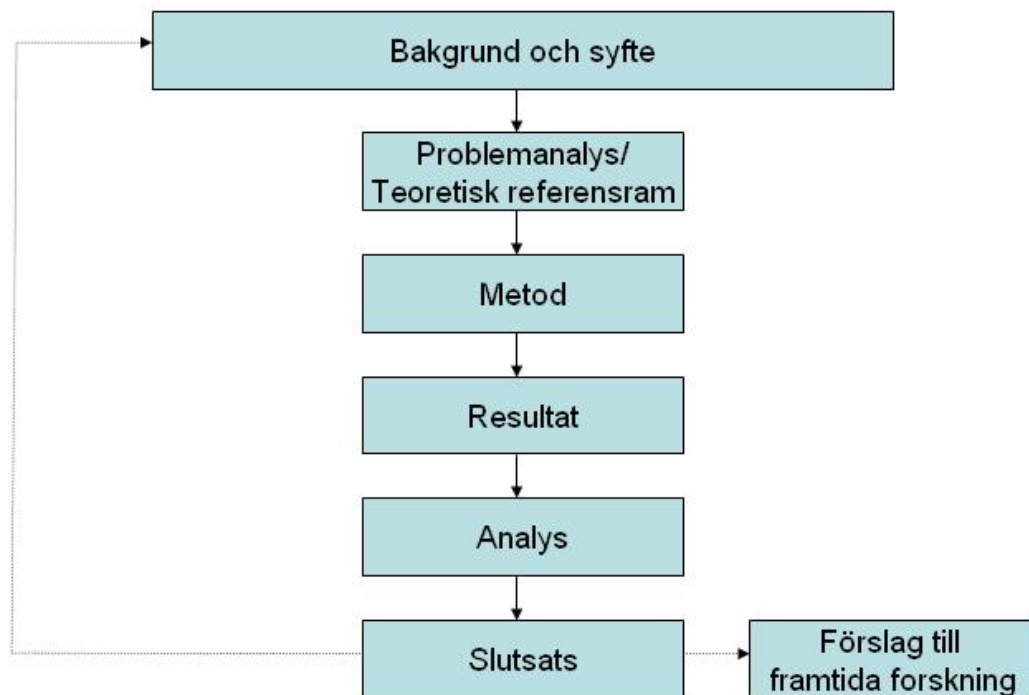 Bakgrund och syfte
Problemanalys/
Teoretisk referensram
Metod
Resultat
Analys
Slutsats
Förslag till
framtida forskning